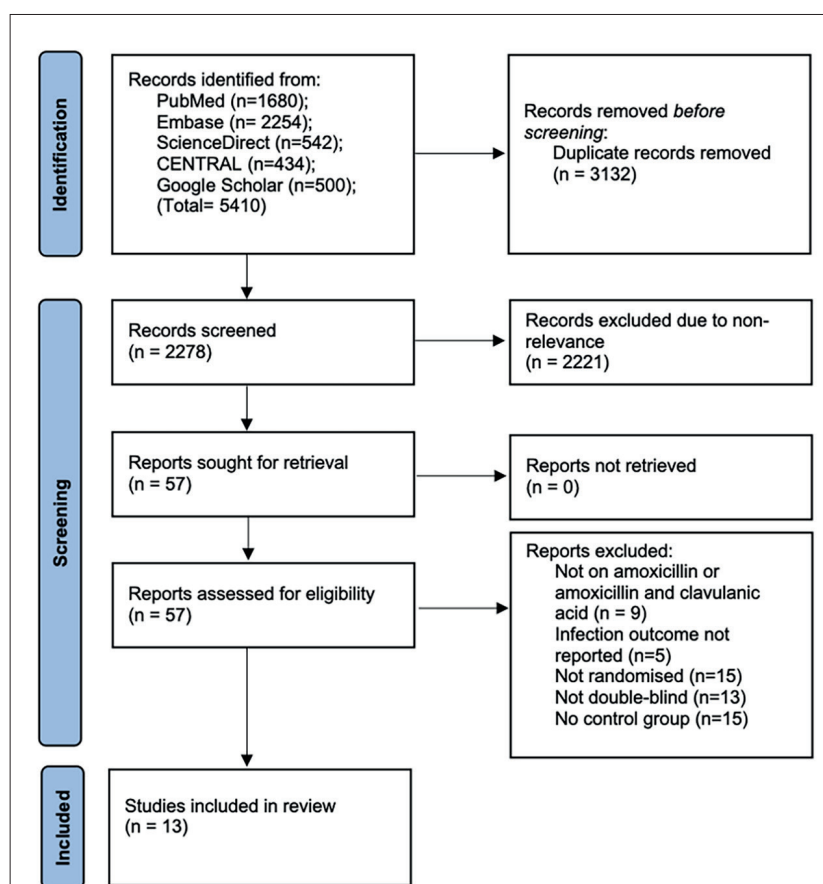 Identification
Records identified from:
PubMed (n=1680);
Embase (n= 2254);
ScienceDirect (n=542);
CENTRAL (n=434);
Google Scholar (n=500);
(Total= 5410)
Records removed before
screening:
Duplicate records removed
(n = 3132)
Screening
Records screened
(n = 2278)
Records excluded due to non-
relevance
(n = 2221)
Reports sought for retrieval
(n = 57)
Reports not retrieved
(n = 0)
Reports assessed for eligibility
(n = 57)
Reports excluded:
Not on amoxicillin or
amoxicillin and clavulanic
acid (n = 9)
Infection outcome not
reported (n=5)
Not randomised (n=15)
Not double-blind (n=13)
No control group (n=15)
Included
Studies included in review
(n = 13)